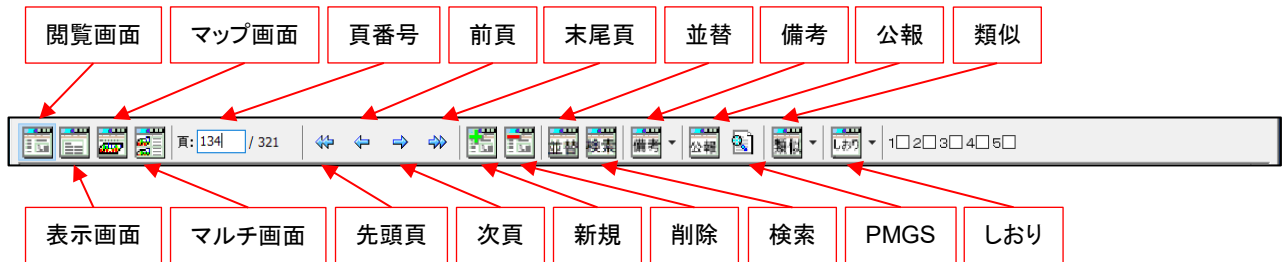 閲覧画面 マップ画面 頁番号 前頁 末尾頁 並替 備考 公報 類似
頁: 134 / 321 並替 検索 備考 公報 類似 しおり 1□ 2□ 3□ 4□ 5□
表示画面 マルチ画面 先頭頁 次頁 新規 削除 検索 PMGS しおり